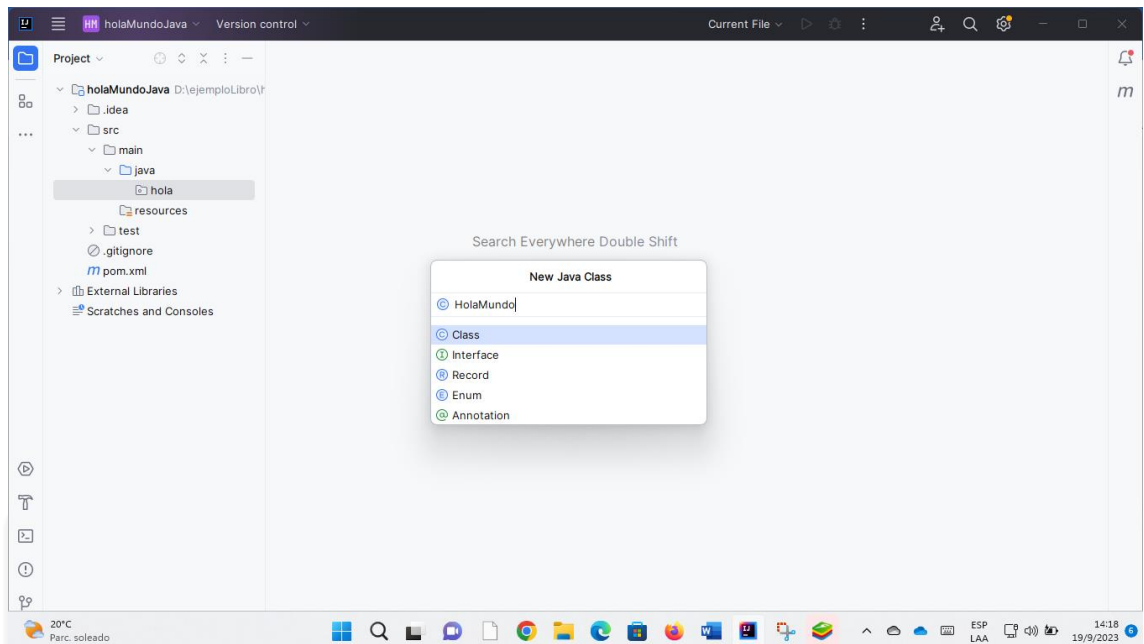 HM holaMundoJava Version control Current File
Project
holaMundoJava D:\ejemploLibro\h
.idea
src
main
java
hola
resources
test
.gitignore
m pom.xml
External Libraries
Scratches and Consoles
m
Search Everywhere Double Shift
New Java Class
C HolaMundo
C Class
I Interface
R Record
E Enum
@ Annotation
20°C
Parc. soleado
ESP
LAA
14:18
19/9/2023
6